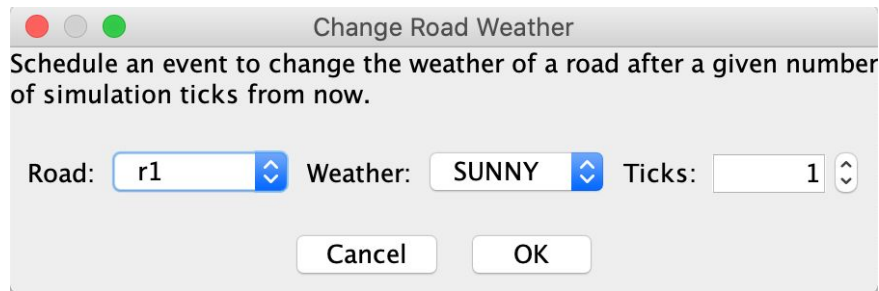 Change Road Weather
Schedule an event to change the weather of a road after a given number
of simulation ticks from now.
Road: r1 Weather: SUNNY Ticks: 1
Cancel OK